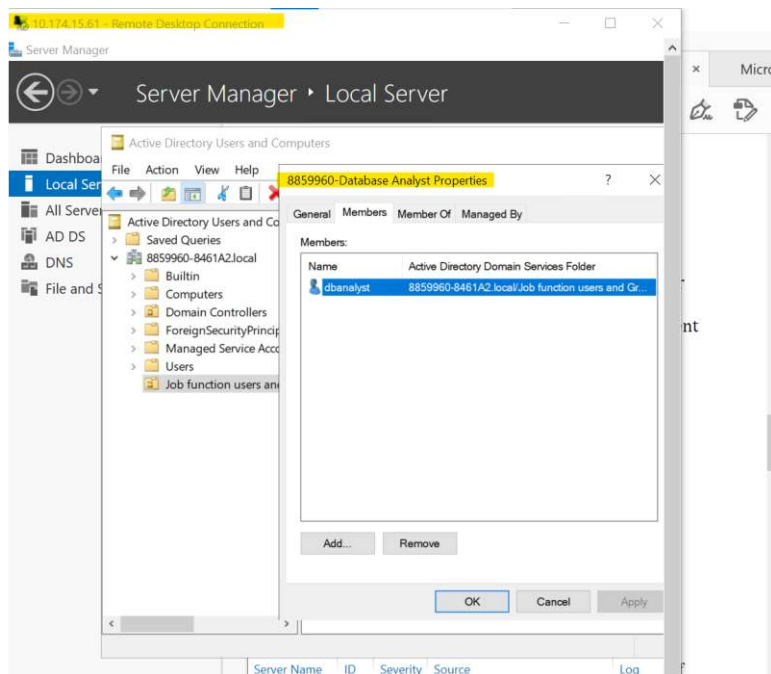 10.174.15.61 - Remote Desktop Connection
Server Manager
Server Manager • Local Server
Micro
Active Directory Users and Computers
File Action View Help
Dashboa
Local Ser
All Server
AD DS
DNS
File and S
Active Directory Users and Co
Saved Queries
8859960-8461A2.local
Builtin
Computers
Domain Controllers
ForeignSecurityPrincip
Managed Service Acco
Users
Job function users and
8859960-Database Analyst Properties ?
General Members Member Of Managed By
Members:
Name Active Directory Domain Services Folder
dbanalyst 8859960-8461A2.local/Job function users and Gr...
Add... Remove
OK Cancel Apply
nt
Server Name ID Severity Source Log